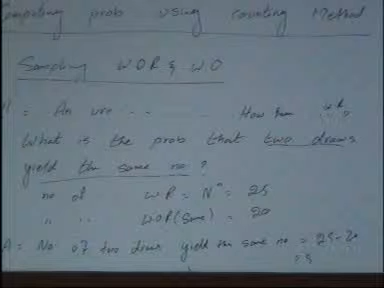 Computing prob using counting Method
Sampling WOR & WO
= An urn ... How WR
What is the prob that two draws
yield the same no?
no of WR = Nⁿ = 25
" " WOR (Same) = 20
A = No of two draws yield the same no = 25-20
= 5